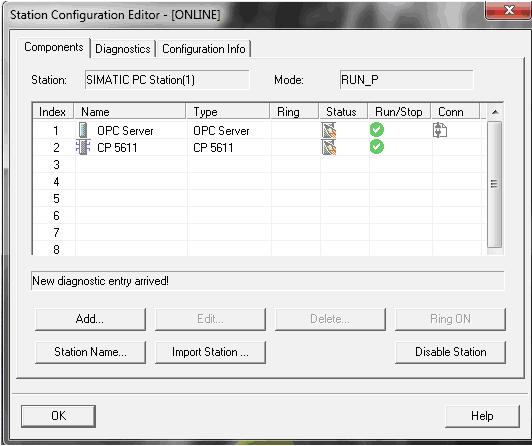 Station Configuration Editor - [ONLINE]
Components Diagnostics Configuration Info
Station: SIMATIC PC Station(1) Mode: RUN_P
Index Name Type Ring Status Run/Stop Conn
1 OPC Server OPC Server
2 CP 5611 CP 5611
3
4
5
6
7
8
New diagnostic entry arrived!
Add... Edit... Delete... Ring ON
Station Name... Import Station ... Disable Station
OK Help